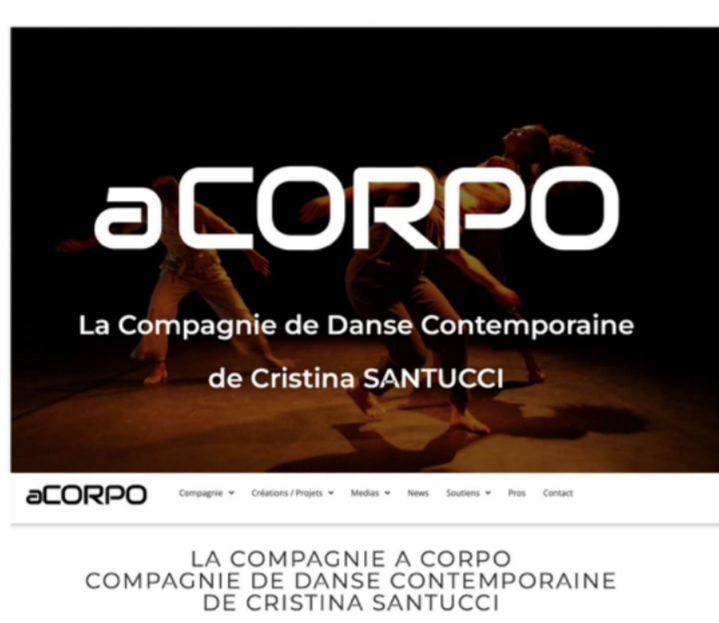 aCORPO
La Compagnie de Danse Contemporaine
de Cristina SANTUCCI
aCORPO Compagnie Créations / Projets Medias News Soutiens Pros Contact
LA COMPAGNIE A CORPO
COMPAGNIE DE DANSE CONTEMPORAINE
DE CRISTINA SANTUCCI